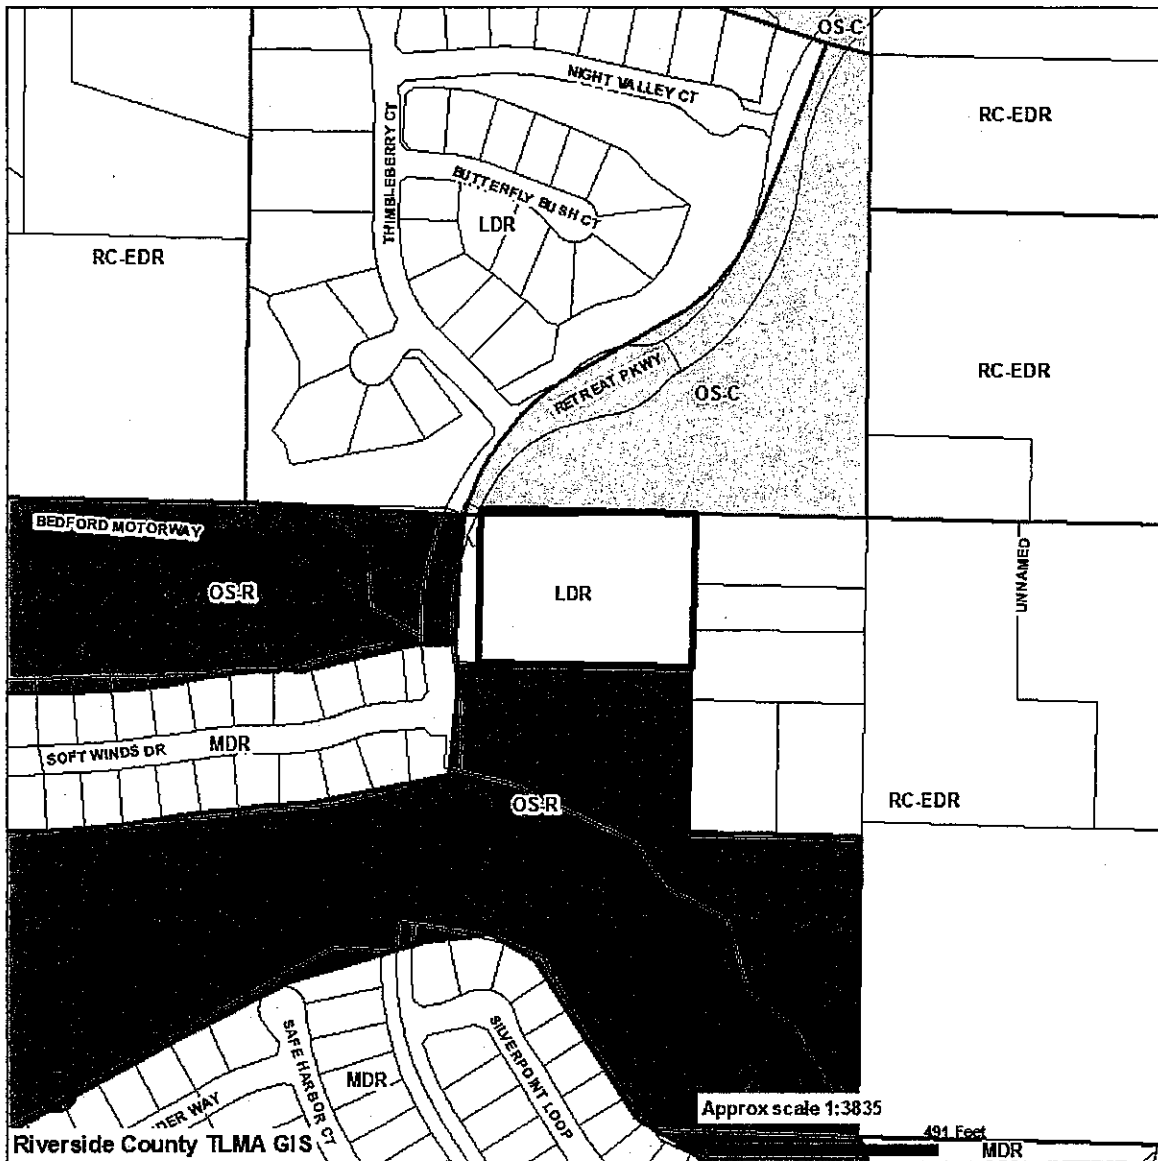 OS-C
NIGHT VALLEY CT
RC-EDR
THIMBLEBERRY CT
BUTTERFLY BUSH CT
LDR
RC-EDR
RETREAT PKWY
OS-C
RC-EDR
BEDFORD MOTORWAY
OS-R
LDR
UNNAMED
SOFT WINDS DR
MDR
OS-R
RC-EDR
SAFE HARBOR CT
SILVERPOINT LOOP
MDR
DER WAY
Approx scale 1:3835
491 Feet
Riverside County TLMA GIS
MDR